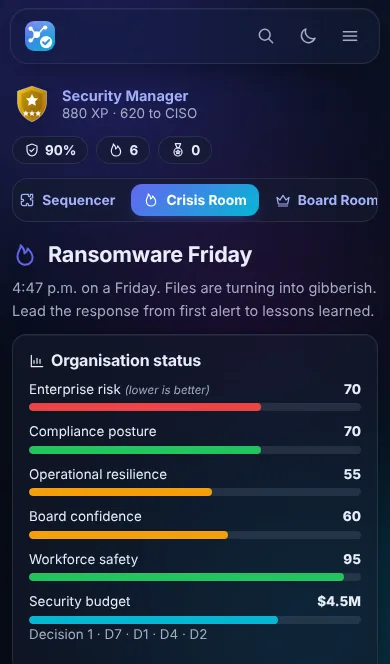 Security Manager
880 XP · 620 to CISO
90% 6 0
Sequencer Crisis Room Board Room
Ransomware Friday
4:47 p.m. on a Friday. Files are turning into gibberish.
Lead the response from first alert to lessons learned.
Organisation status
Enterprise risk (lower is better) 70
Compliance posture 70
Operational resilience 55
Board confidence 60
Workforce safety 95
Security budget $4.5M
Decision 1 · D7 · D1 · D4 · D2